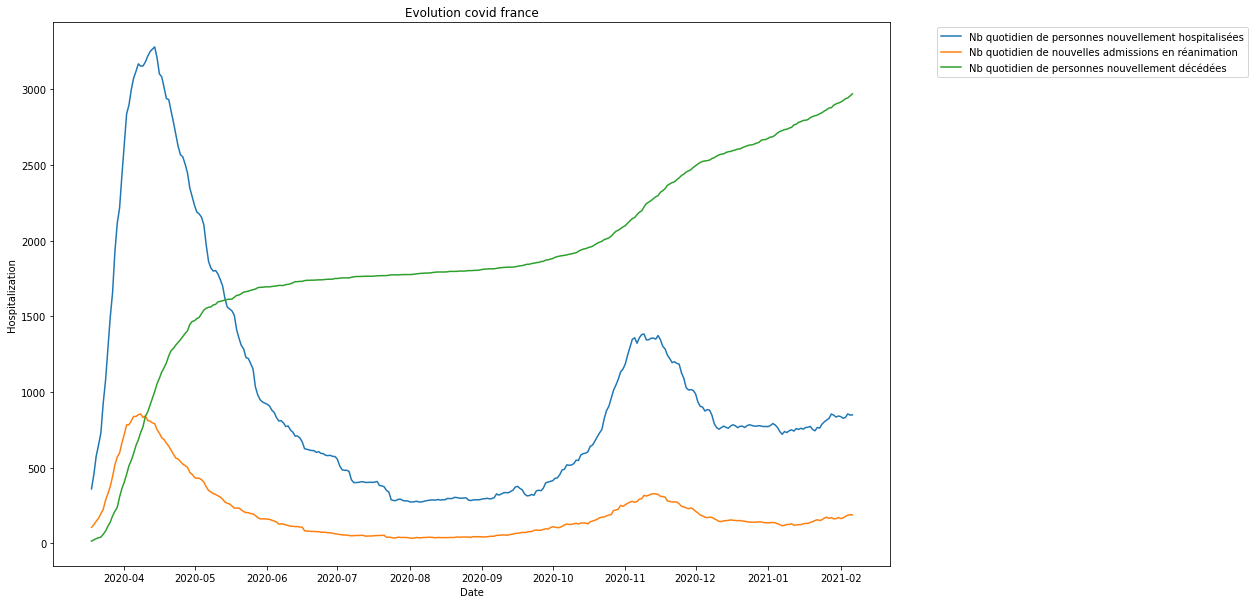 Evolution covid france
Nb quotidien de personnes nouvellement hospitalisées
Nb quotidien de nouvelles admissions en réanimation
Nb quotidien de personnes nouvellement décédées
Hospitalization
3000
2500
2000
1500
1000
500
0
2020-04 2020-05 2020-06 2020-07 2020-08 2020-09 2020-10 2020-11 2020-12 2021-01 2021-02
Date